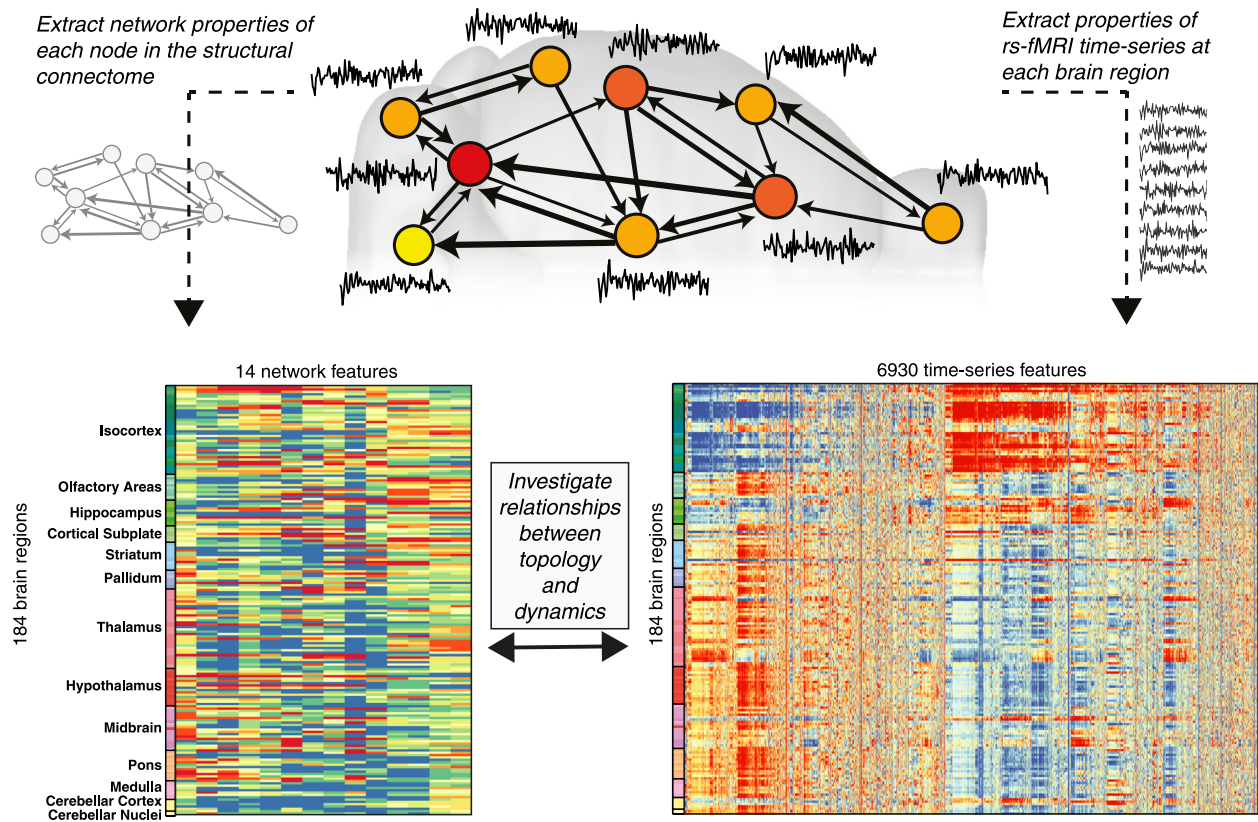 Extract network properties of
each node in the structural
connectome
Extract properties of
rs-fMRI time-series at
each brain region
14 network features
184 brain regions
Isocortex
Olfactory Areas
Hippocampus
Cortical Subplate
Striatum
Pallidum
Thalamus
Hypothalamus
Midbrain
Pons
Medulla
Cerebellar Cortex
Cerebellar Nuclei
Investigate
relationships
between
topology
and
dynamics
6930 time-series features
184 brain regions